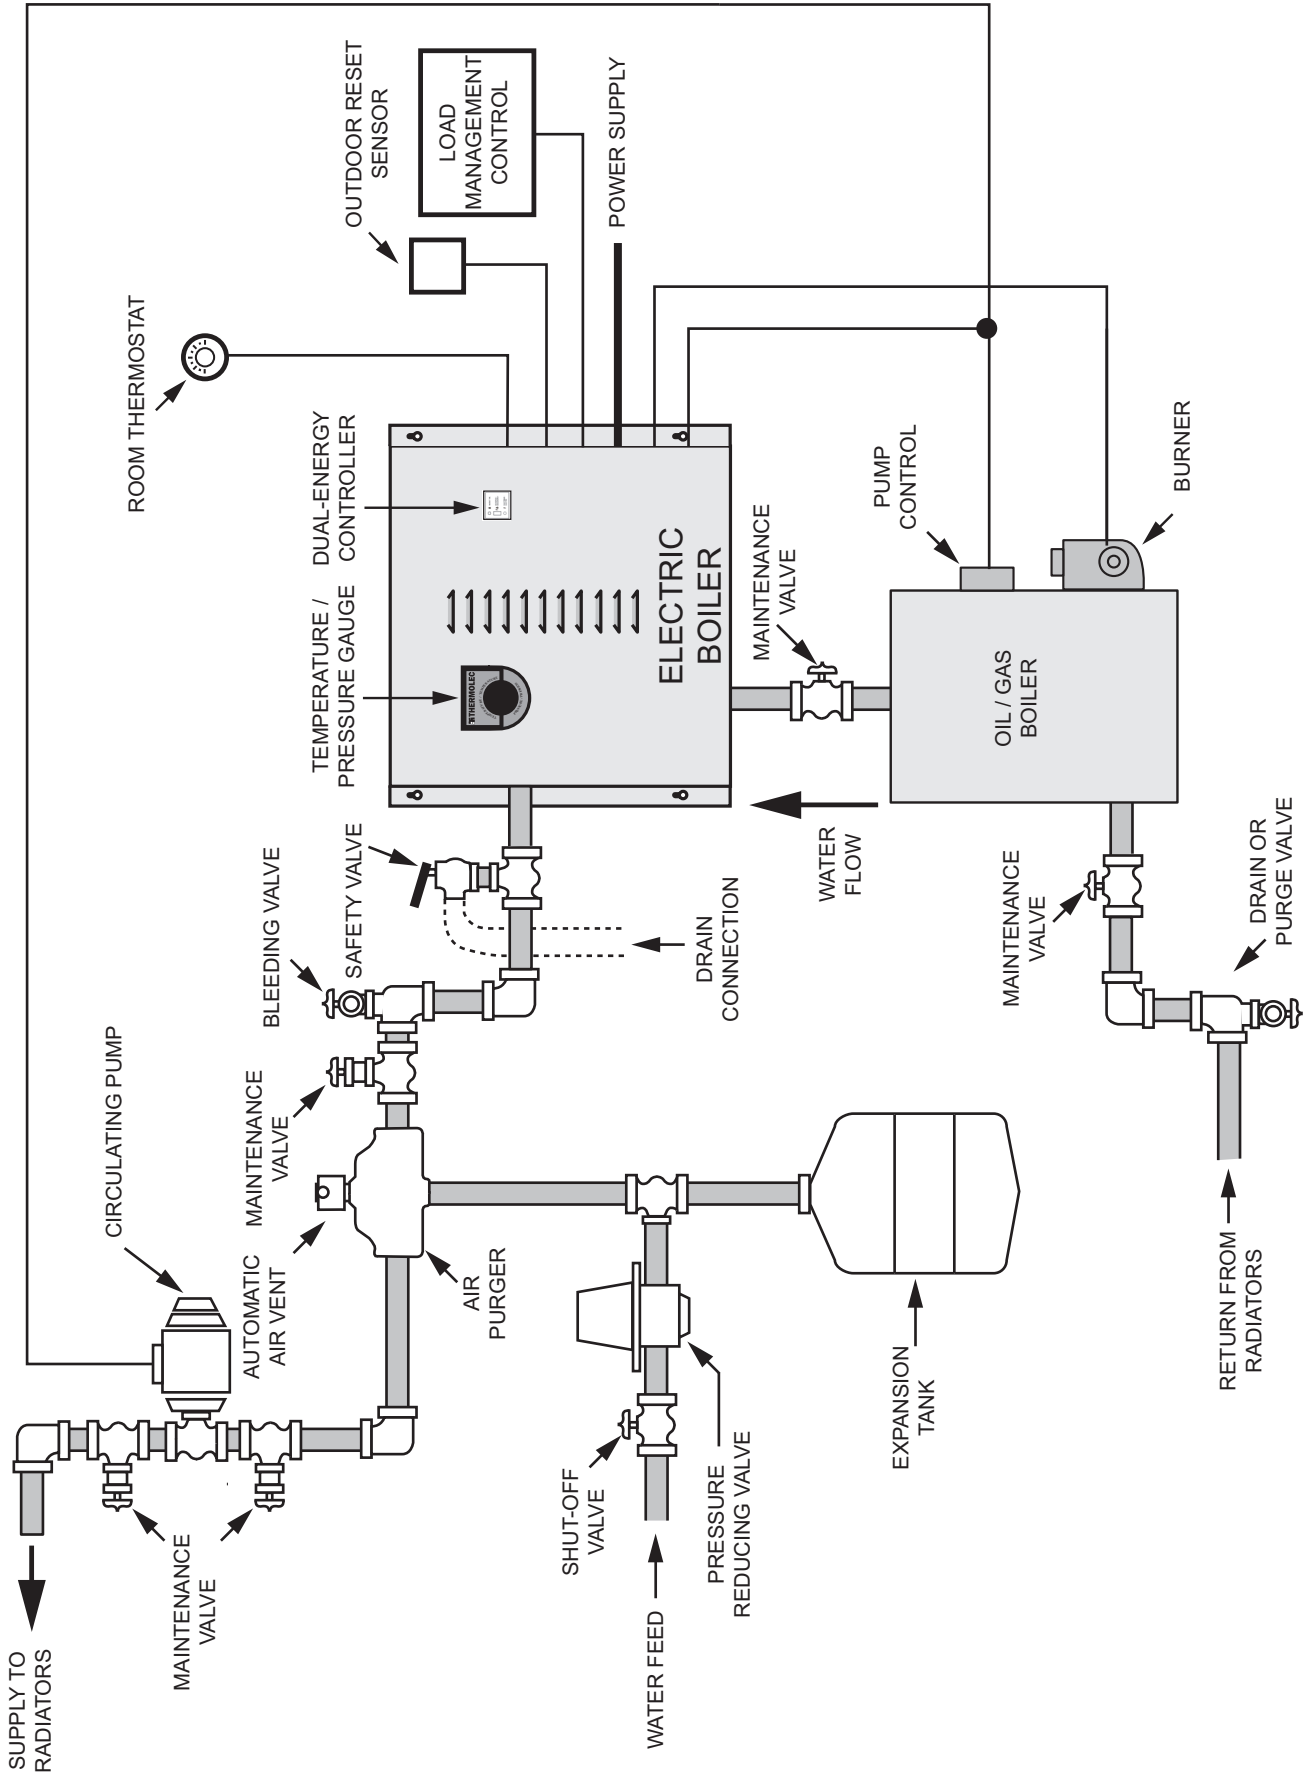 SUPPLY TO
RADIATORS
MAINTENANCE
VALVE
CIRCULATING PUMP
AUTOMATIC
AIR VENT
MAINTENANCE
VALVE
BLEEDING VALVE
SAFETY VALVE
TEMPERATURE /
PRESSURE GAUGE
DUAL-ENERGY
CONTROLLER
ROOM THERMOSTAT
OUTDOOR RESET
SENSOR
LOAD
MANAGEMENT
CONTROL
POWER SUPPLY
THERMOLEC
ELECTRIC
BOILER
AIR
PURGER
DRAIN
CONNECTION
WATER
FLOW
MAINTENANCE
VALVE
PUMP
CONTROL
BURNER
OIL / GAS
BOILER
WATER FEED
SHUT-OFF
VALVE
PRESSURE
REDUCING VALVE
EXPANSION
TANK
MAINTENANCE
VALVE
DRAIN OR
PURGE VALVE
RETURN FROM
RADIATORS